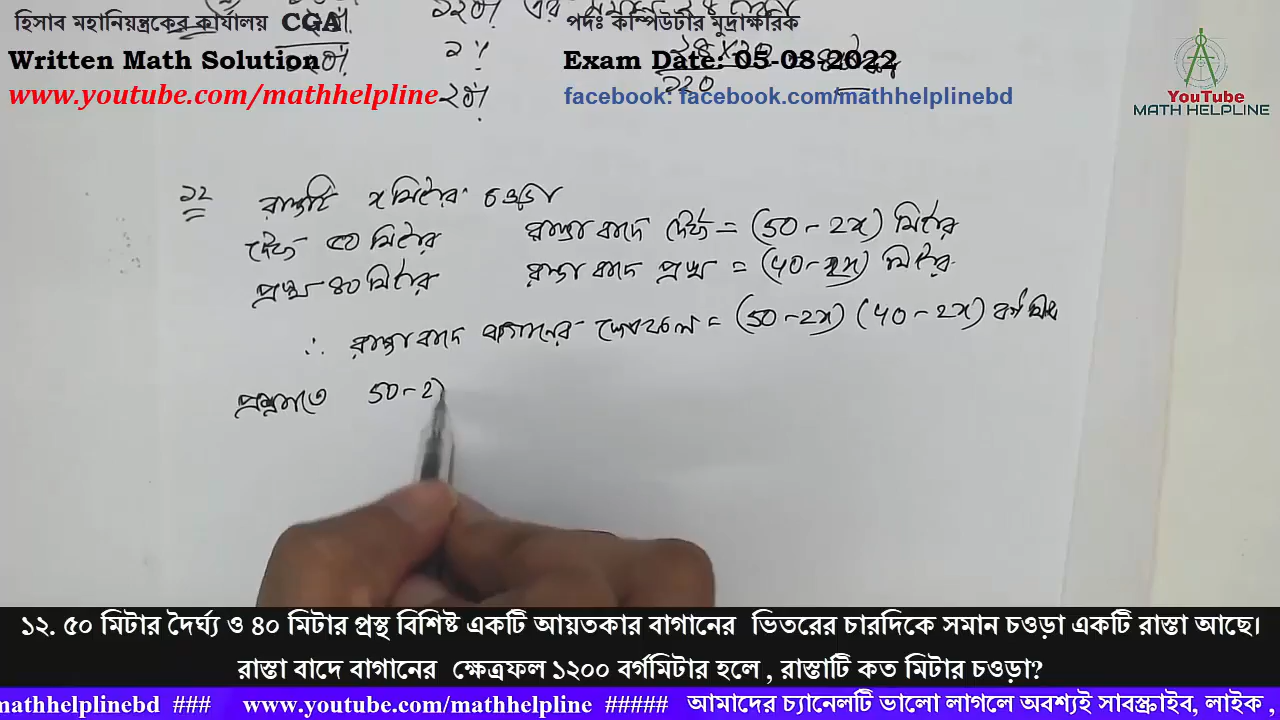 হিসাব মহানিয়ন্ত্রকের কার্যালয় CGA
পদঃ কম্পিউটার মুদ্রাক্ষরিক
Written Math Solution
Exam Date: 05-08-2022
www.youtube.com/mathhelpline
facebook: facebook.com/mathhelplinebd
YouTube
MATH HELPLINE
১২০%
১%
২০%
১২ রাস্তাটি x মিটার চওড়া
দৈর্ঘ্য ৫০ মিটার
রাস্তা বাদে দৈর্ঘ্য = (50-2x) মিটার
প্রস্থ ৪০ মিটার
রাস্তা বাদে প্রস্থ = (40-2x) মিটার
∴ রাস্তা বাদে বাগানের ক্ষেত্রফল = (50-2x) (40-2x) বর্গ মিটার
প্রশ্নমতে 50-2
১২. ৫০ মিটার দৈর্ঘ্য ও ৪০ মিটার প্রস্থ বিশিষ্ট একটি আয়তকার বাগানের ভিতরের চারদিকে সমান চওড়া একটি রাস্তা আছে।
রাস্তা বাদে বাগানের ক্ষেত্রফল ১২০০ বর্গমিটার হলে , রাস্তাটি কত মিটার চওড়া?
mathhelplinebd ### www.youtube.com/mathhelpline ##### আমাদের চ্যানেলটি ভালো লাগলে অবশ্যই সাবস্ক্রাইব, লাইক ,